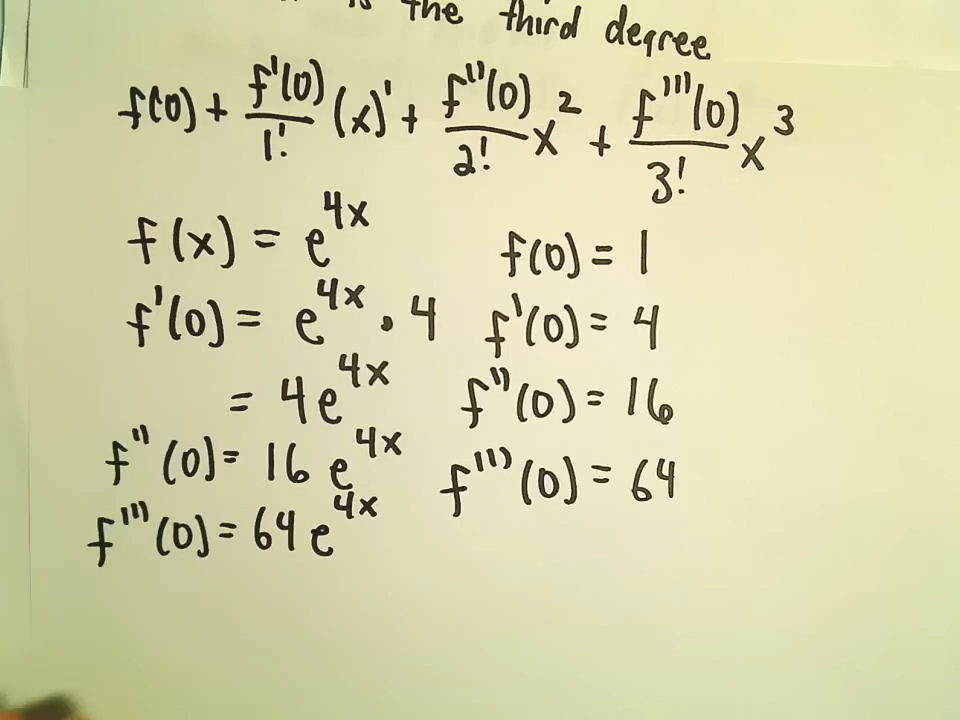 is the third degree
f(0) + f'(0)/1! (x)' + f''(0)/2! x^2 + f'''(0)/3! x^3
f(x) = e^{4x} f(0) = 1
f'(0) = e^{4x} · 4 f'(0) = 4
= 4e^{4x} f''(0) = 16
f''(0) = 16 e^{4x} f'''(0) = 64
f'''(0) = 64 e^{4x}